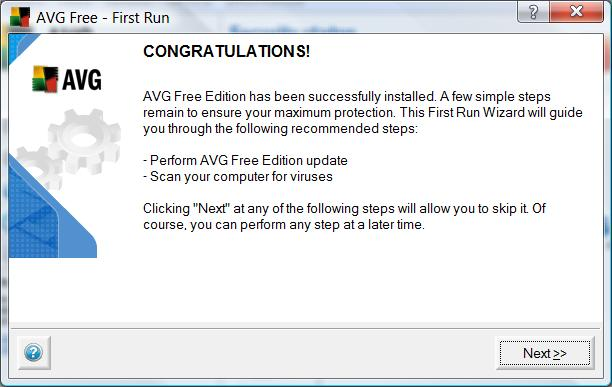 AVG Free - First Run
AVG
CONGRATULATIONS!
AVG Free Edition has been successfully installed. A few simple steps
remain to ensure your maximum protection. This First Run Wizard will guide
you through the following recommended steps:
- Perform AVG Free Edition update
- Scan your computer for viruses
Clicking "Next" at any of the following steps will allow you to skip it. Of
course, you can perform any step at a later time.
?
Next >>